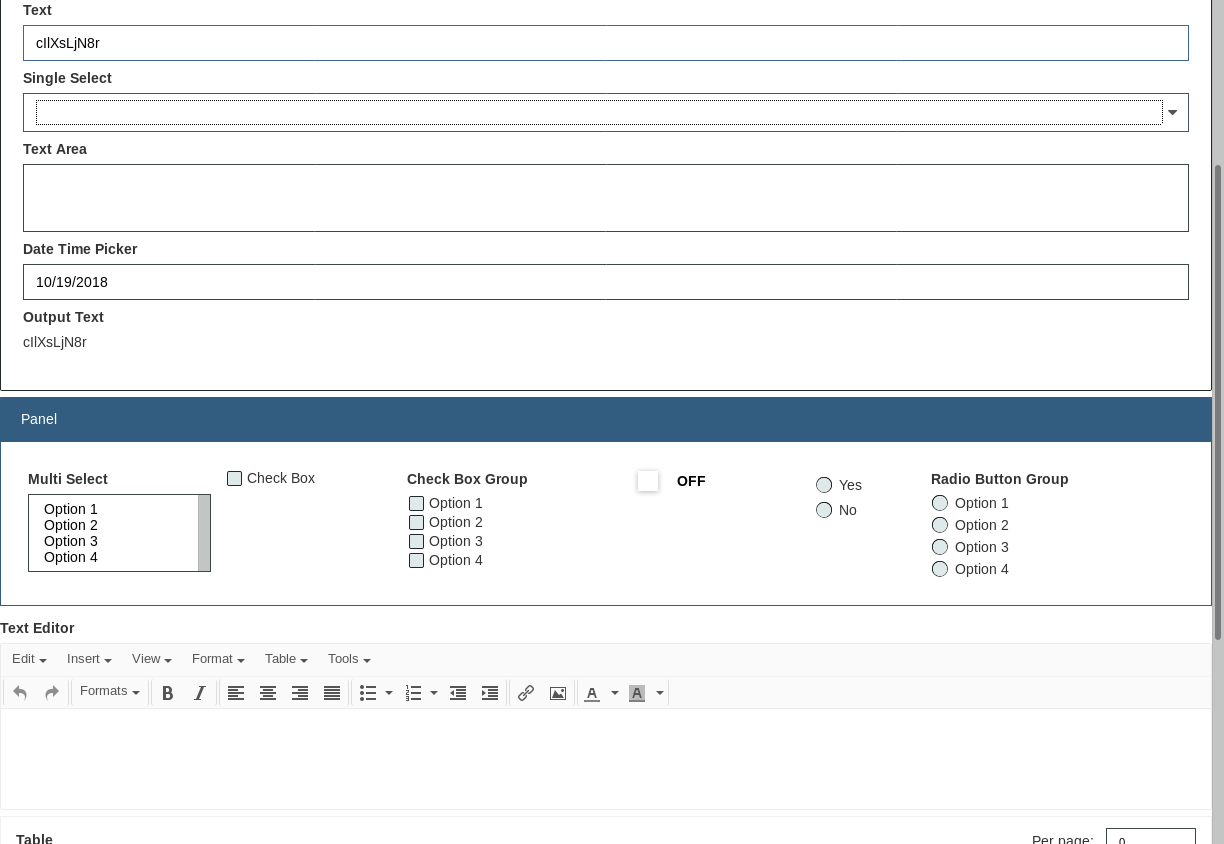 Text
cIlXsLjN8r
Single Select
Text Area
Date Time Picker
10/19/2018
Output Text
cIlXsLjN8r
Panel
Multi Select
Option 1
Option 2
Option 3
Option 4
Check Box
Check Box Group
Option 1
Option 2
Option 3
Option 4
OFF
Yes
No
Radio Button Group
Option 1
Option 2
Option 3
Option 4
Text Editor
Edit Insert View Format Table Tools
Formats B I A A
Table
Per page: 0